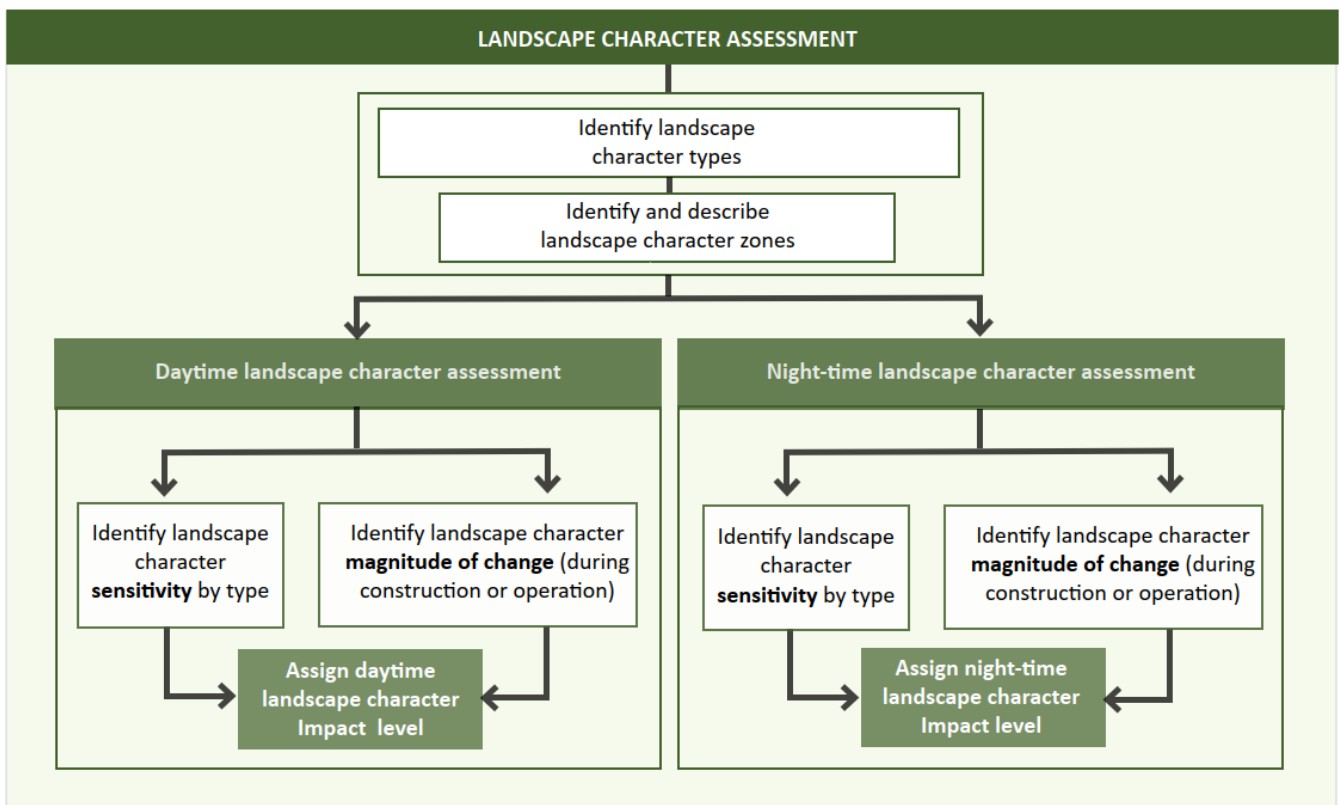 LANDSCAPE CHARACTER ASSESSMENT
Identify landscape
character types
Identify and describe
landscape character zones
Daytime landscape character assessment
Identify landscape
character
sensitivity by type
Identify landscape character
magnitude of change (during
construction or operation)
Assign daytime
landscape character
Impact level
Night-time landscape character assessment
Identify landscape
character
sensitivity by type
Identify landscape character
magnitude of change (during
construction or operation)
Assign night-time
landscape character
Impact level